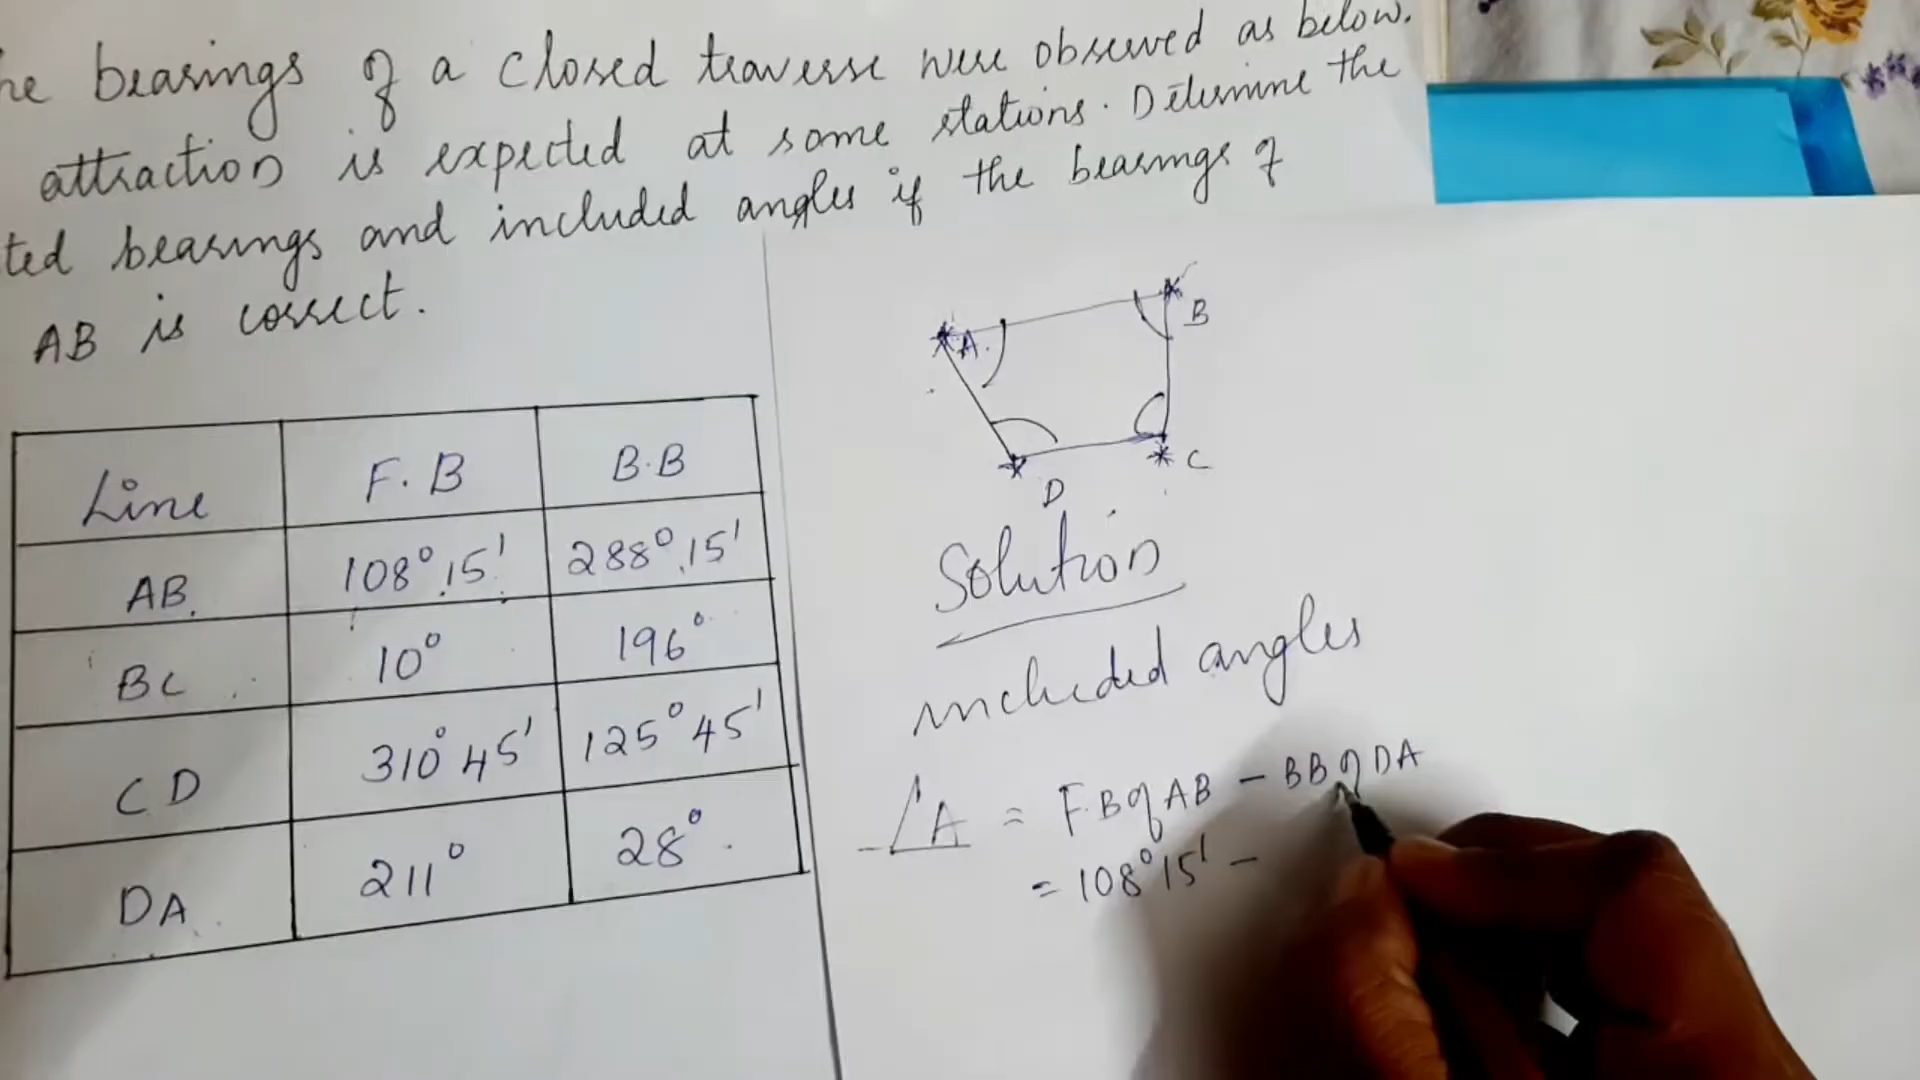 he bearings of a closed traverse were observed as below.
attraction is expected at some stations. Determine the
ted bearings and included angles if the bearings of
AB is correct.
Line F.B B.B
AB. 108° 15' 288° 15'
BC 10° 196°
CD 310° 45' 125° 45'
DA. 211° 28°.
A.
B
C
D
Solution
included angles
∠A = F.B of AB - BB of DA
= 108° 15' -